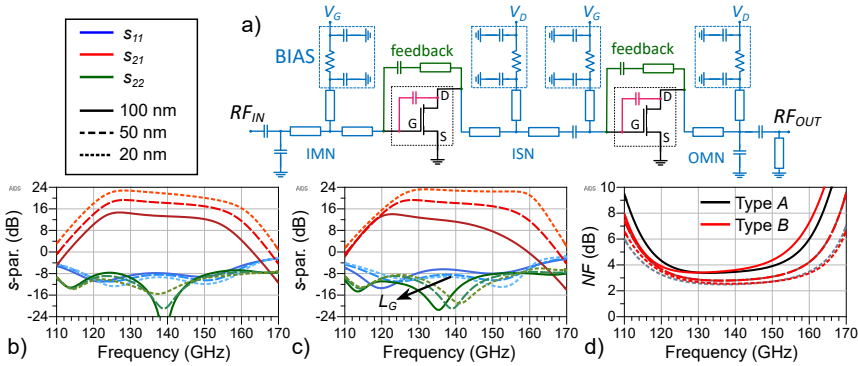 s11
s21
s22
100 nm
50 nm
20 nm
a)
VG
VD
VG
VD
BIAS
feedback
feedback
D
D
G
G
S
S
RFIN
RFOUT
IMN
ISN
OMN
ADS
ADS
ADS
24
16
8
0
-8
-16
-24
s-par. (dB)
110 120 130 140 150 160 170
Frequency (GHz)
b)
24
16
8
0
-8
-16
-24
s-par. (dB)
LG
110 120 130 140 150 160 170
Frequency (GHz)
c)
10
8
6
4
2
0
NF (dB)
Type A
Type B
110 120 130 140 150 160 170
Frequency (GHz)
d)